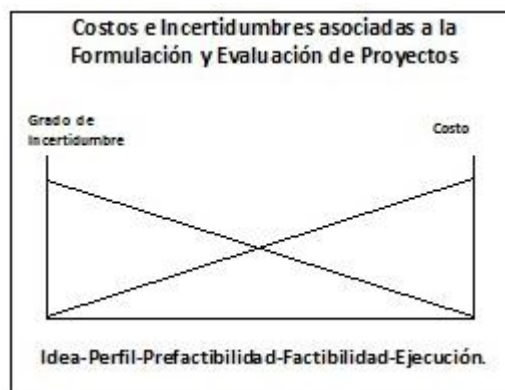 Costos e Incertidumbres asociadas a la
Formulación y Evaluación de Proyectos
Grado de
Incertidumbre
Costo
Idea-Perfil-Prefactibilidad-Factibilidad-Ejecución.